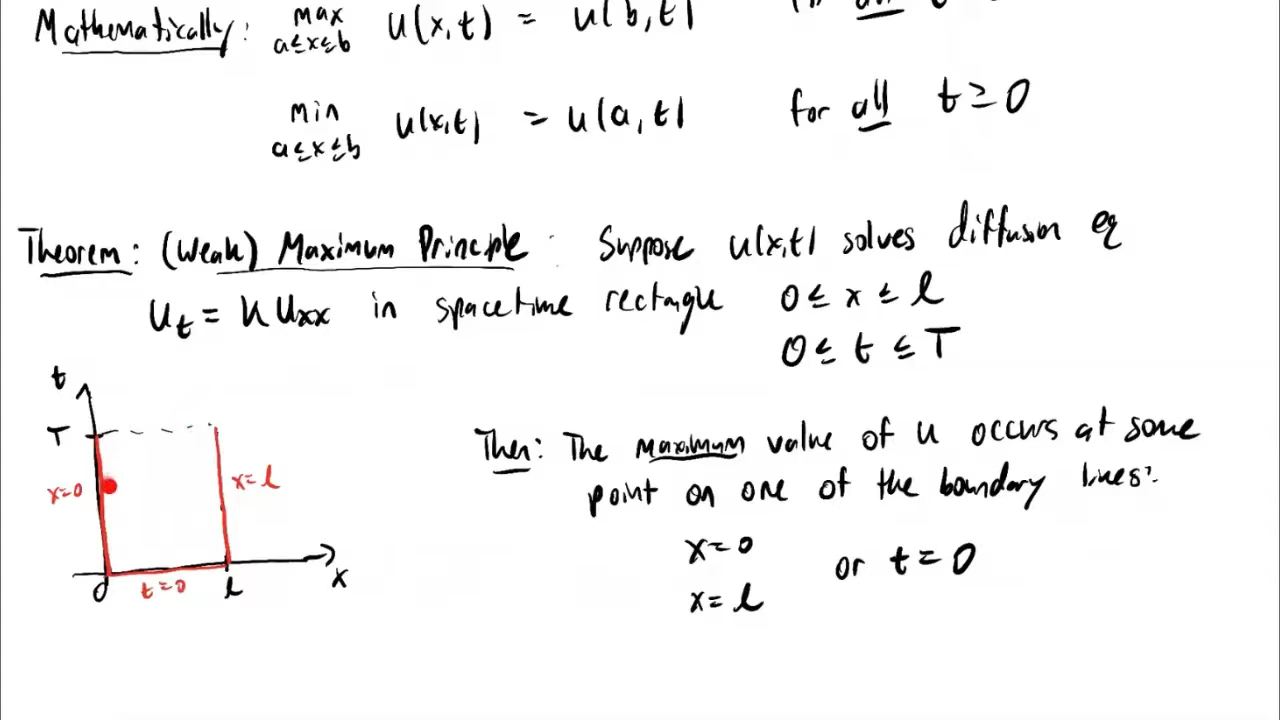 Mathematically: max a≤x≤b u(x,t) = u(b,t)
min a≤x≤b u(x,t) = u(a,t) for all t ≥ 0
Theorem: (Weak) Maximum Principle: Suppose u(x,t) solves diffusion eq
u_t = k u_xx in spacetime rectangle 0 ≤ x ≤ l
0 ≤ t ≤ T
t
T
x=0
x=l
0
t=0
l
x
Then: The maximum value of u occurs at some
point on one of the boundary lines:
x=0
or t=0
x=l